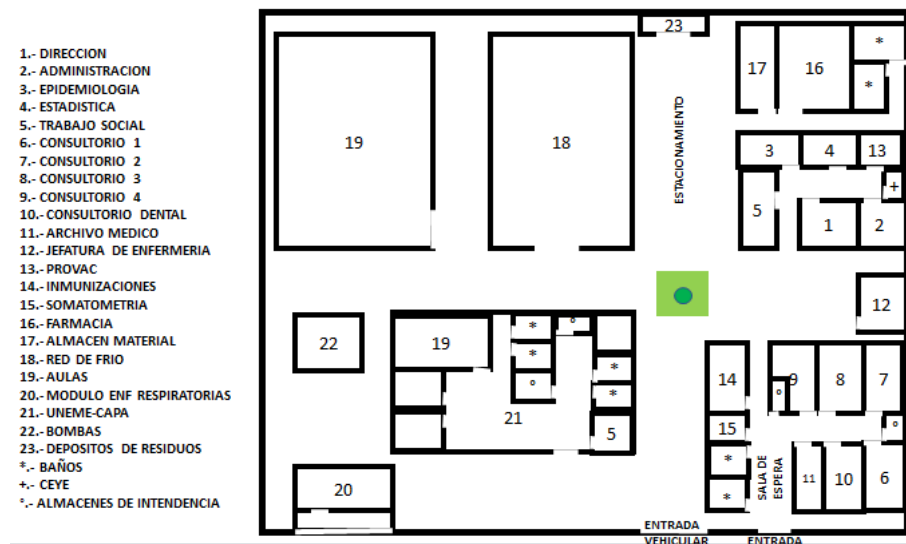 1.- DIRECCION
2.- ADMINISTRACION
3.- EPIDEMIOLOGIA
4.- ESTADISTICA
5.- TRABAJO SOCIAL
6.- CONSULTORIO 1
7.- CONSULTORIO 2
8.- CONSULTORIO 3
9.- CONSULTORIO 4
10.-CONSULTORIO DENTAL
11.- ARCHIVO MEDICO
12.- JEFATURA DE ENFERMERIA
13.- PROVAC
14.- INMUNIZACIONES
15.- SOMATOMETRIA
16.- FARMACIA
17.- ALMACEN MATERIAL
18.- RED DE FRIO
19.- AULAS
20.- MODULO ENF RESPIRATORIAS
21.- UNEME-CAPA
22.- BOMBAS
23.- DEPOSITOS DE RESIDUOS
*.- BAÑOS
+.- CEYE
°.- ALMACENES DE INTENDENCIA
23
17
16
*
*
19
18
ESTACIONAMIENTO
3
4
13
+
5
1
2
12
22
19
*
°
*
*
°
*
21
5
14
9
8
7
°
15
°
*
*
SALA DE
ESPERA
11
10
6
20
ENTRADA
VEHICULAR
ENTRADA